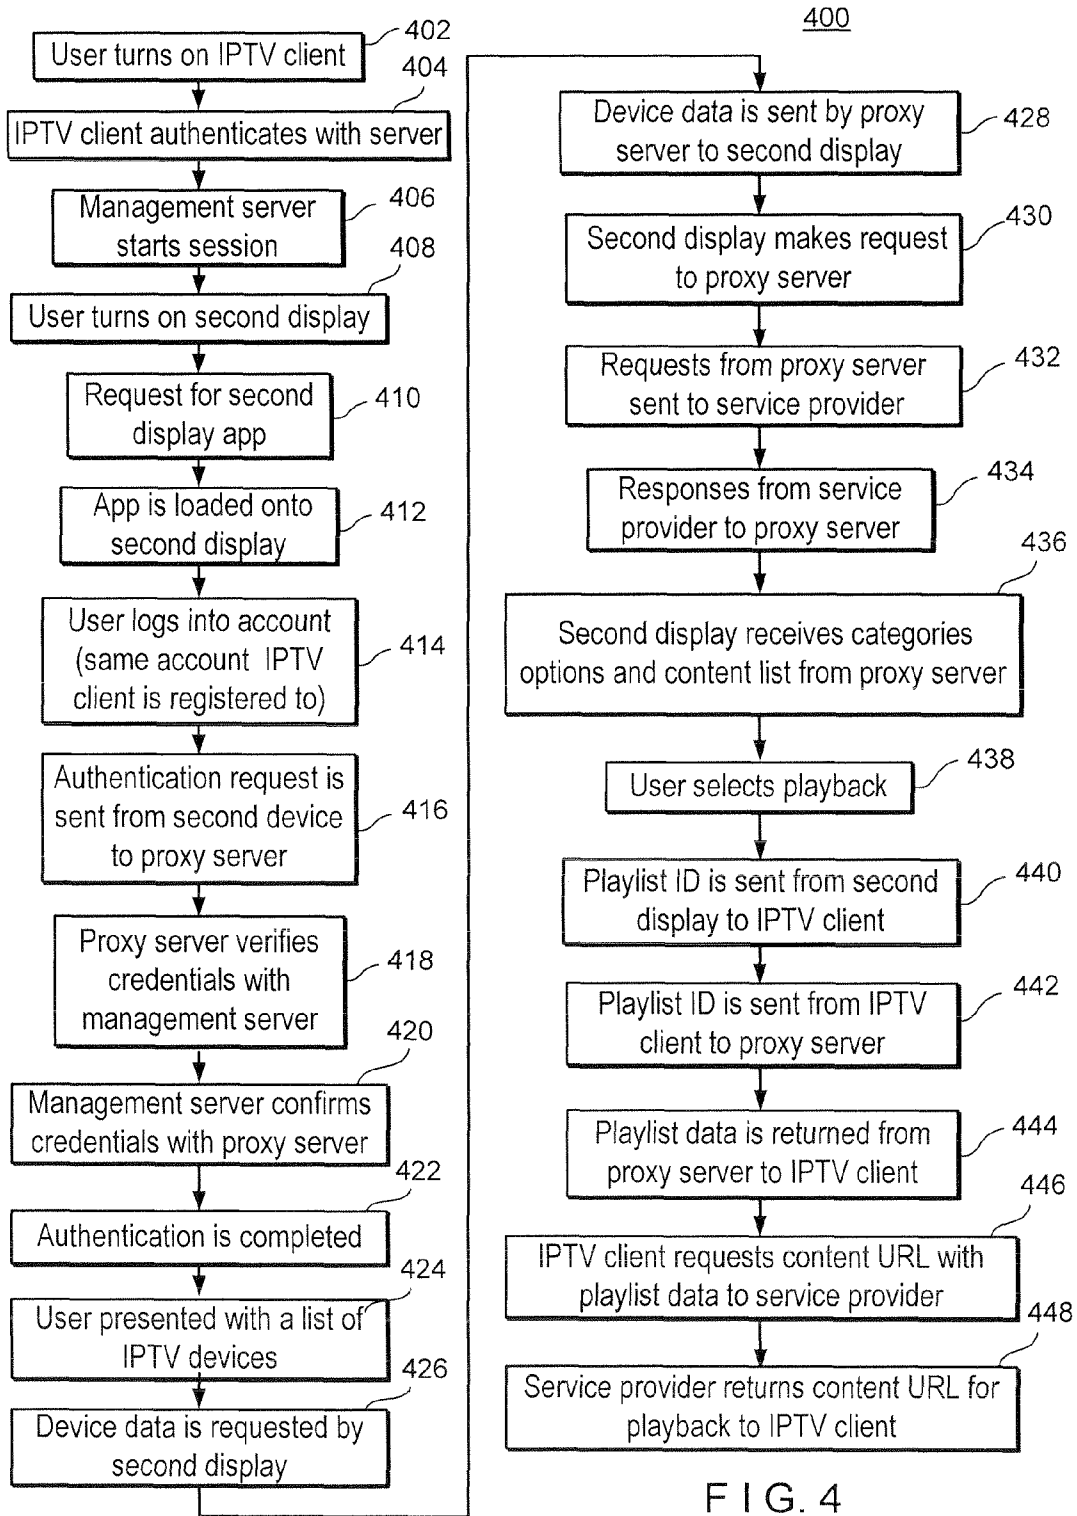 400
User turns on IPTV client
402
IPTV client authenticates with server
404
Management server
starts session
406
User turns on second display
408
Request for second
display app
410
App is loaded onto
second display
412
User logs into account
(same account IPTV
client is registered to)
414
Authentication request is
sent from second device
to proxy server
416
Proxy server verifies
credentials with
management server
418
Management server confirms
credentials with proxy server
420
Authentication is completed
422
User presented with a list of
IPTV devices
424
Device data is requested by
second display
426
Device data is sent by proxy
server to second display
428
Second display makes request
to proxy server
430
Requests from proxy server
sent to service provider
432
Responses from service
provider to proxy server
434
Second display receives categories
options and content list from proxy server
436
User selects playback
438
Playlist ID is sent from second
display to IPTV client
440
Playlist ID is sent from IPTV
client to proxy server
442
Playlist data is returned from
proxy server to IPTV client
444
IPTV client requests content URL with
playlist data to service provider
446
Service provider returns content URL for
playback to IPTV client
448
FIG. 4